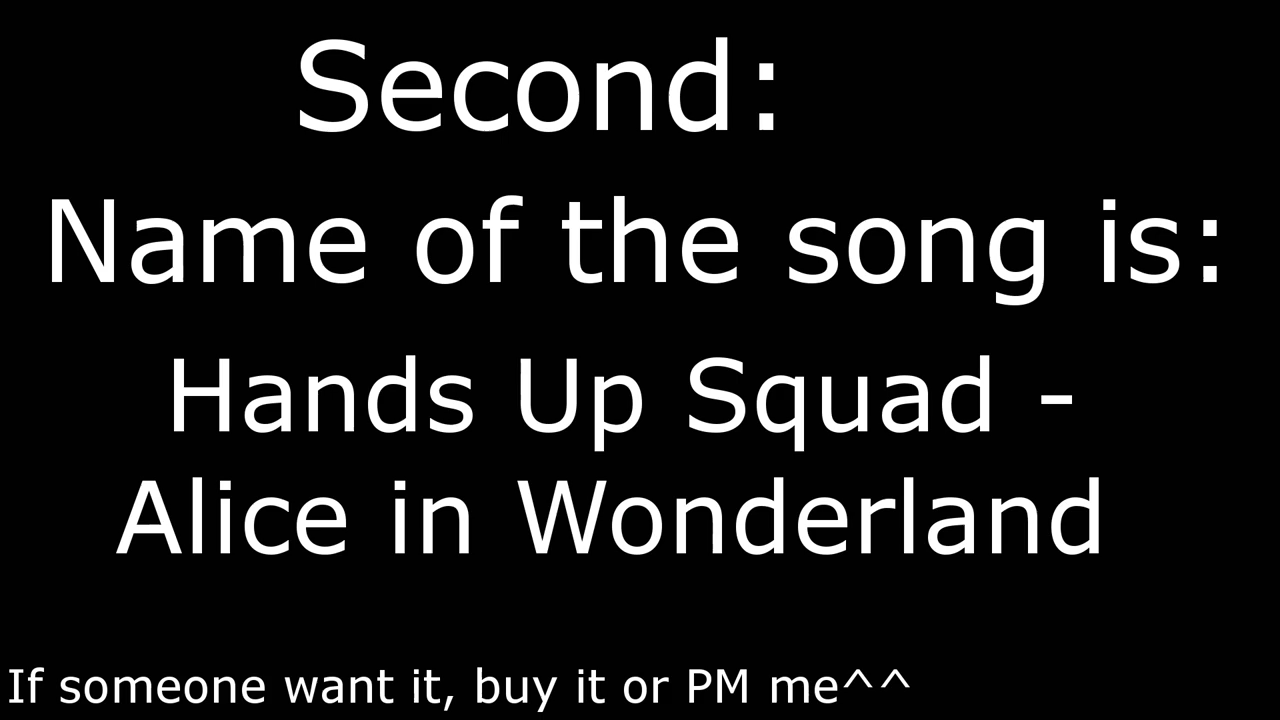 Second:
Name of the song is:
Hands Up Squad -
Alice in Wonderland
If someone want it, buy it or PM me^^